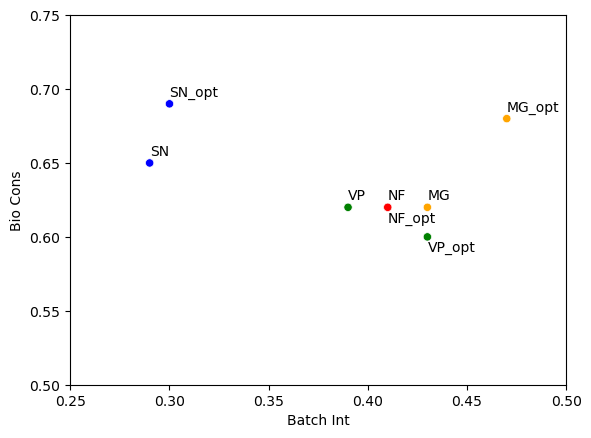 0.75
0.70
0.65
0.60
0.55
0.50
Bio Cons
SN_opt
MG_opt
SN
VP
NF
MG
NF_opt
VP_opt
0.25
0.30
0.35
0.40
0.45
0.50
Batch Int